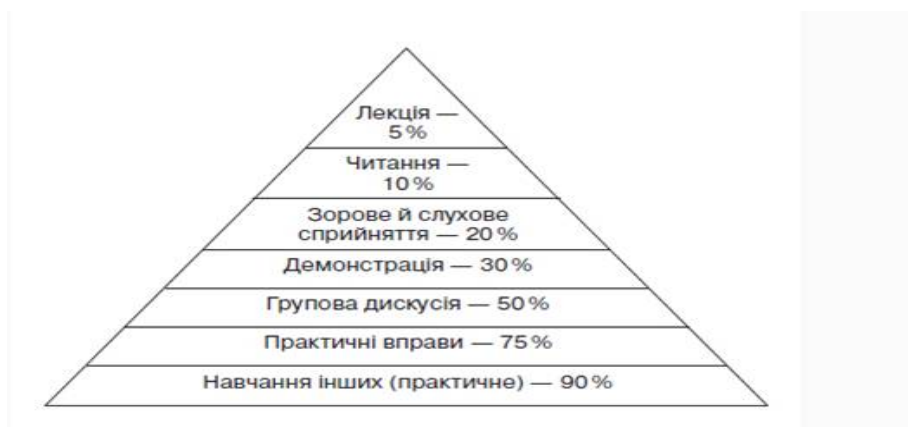 Лекція —
5%
Читання —
10%
Зорове й слухове
сприйняття — 20%
Демонстрація — 30%
Групова дискусія — 50%
Практичні вправи — 75%
Навчання інших (практичне) — 90%